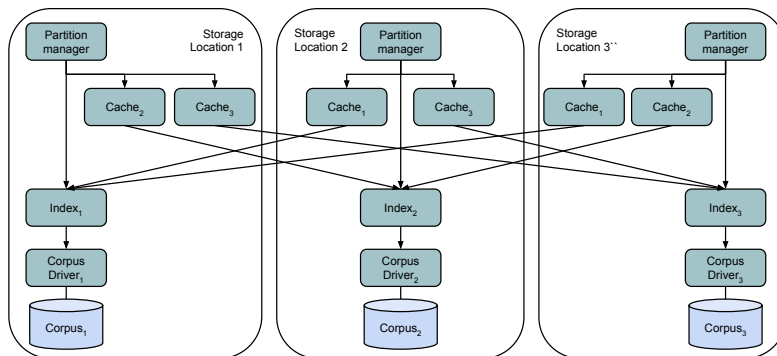 Partition
manager
Storage
Location 1
Cache₂
Cache₃
Index₁
Corpus
Driver₁
Corpus₁
Storage
Location 2
Partition
manager
Cache₁
Cache₃
Index₂
Corpus
Driver₂
Corpus₂
Storage
Location 3``
Partition
manager
Cache₁
Cache₂
Index₃
Corpus
Driver₃
Corpus₃